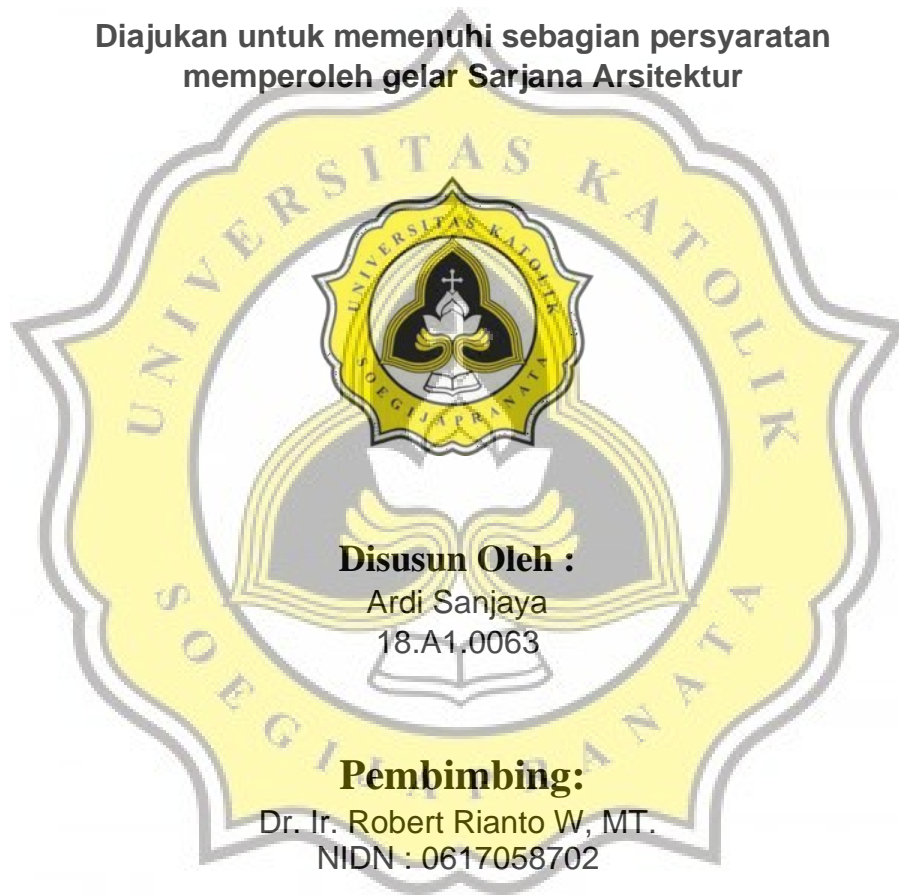 Diajukan untuk memenuhi sebagian persyaratan
memperoleh gelar Sarjana Arsitektur
UNIVERSITAS KATOLIK
SOEGIJAPRANATA
UNIVERSITAS KATOLIK
SOEGIJAPRANATA
Disusun Oleh :
Ardi Sanjaya
18.A1.0063
Pembimbing:
Dr. Ir. Robert Rianto W, MT.
NIDN : 0617058702